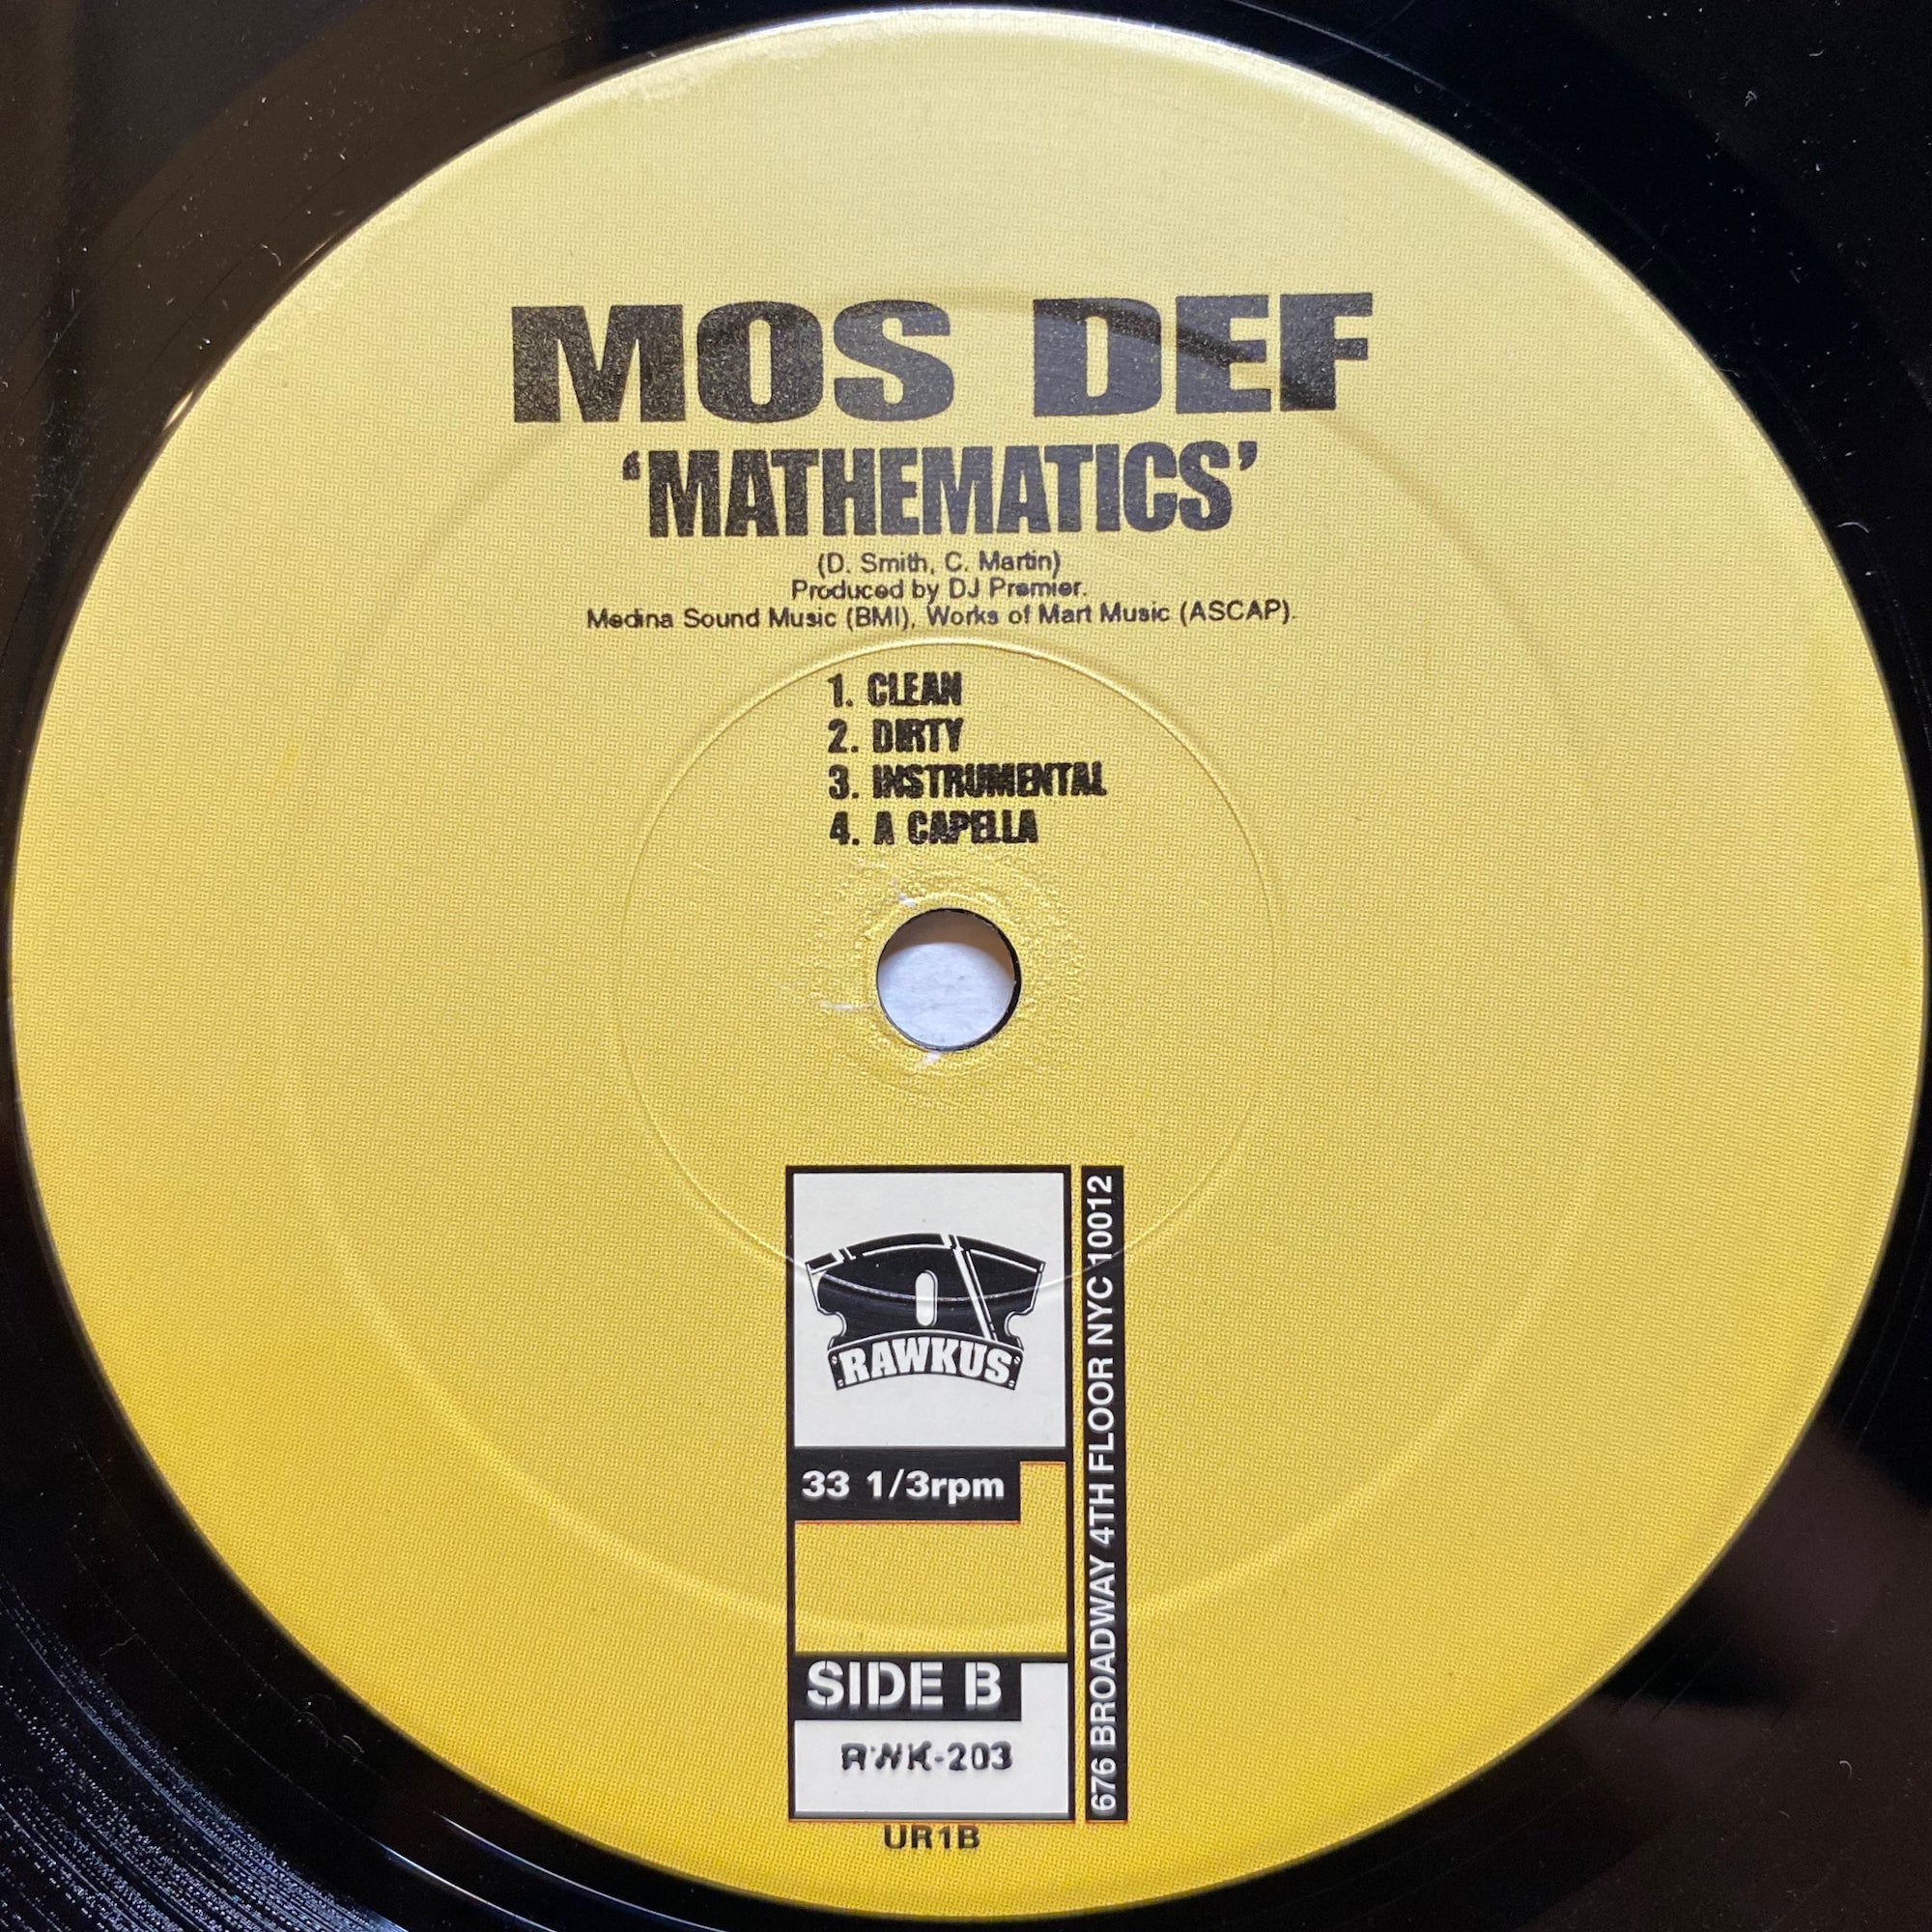 MOS DEF
‘MATHEMATICS’
(D. Smith, C. Martin)
Produced by DJ Premier.
Medina Sound Music (BMI), Works of Mart Music (ASCAP).
1. CLEAN
2. DIRTY
3. INSTRUMENTAL
4. A CAPELLA
RAWKUS
33 1/3rpm
SIDE B
RWK-203
UR1B
676 BROADWAY 4TH FLOOR NYC 10012